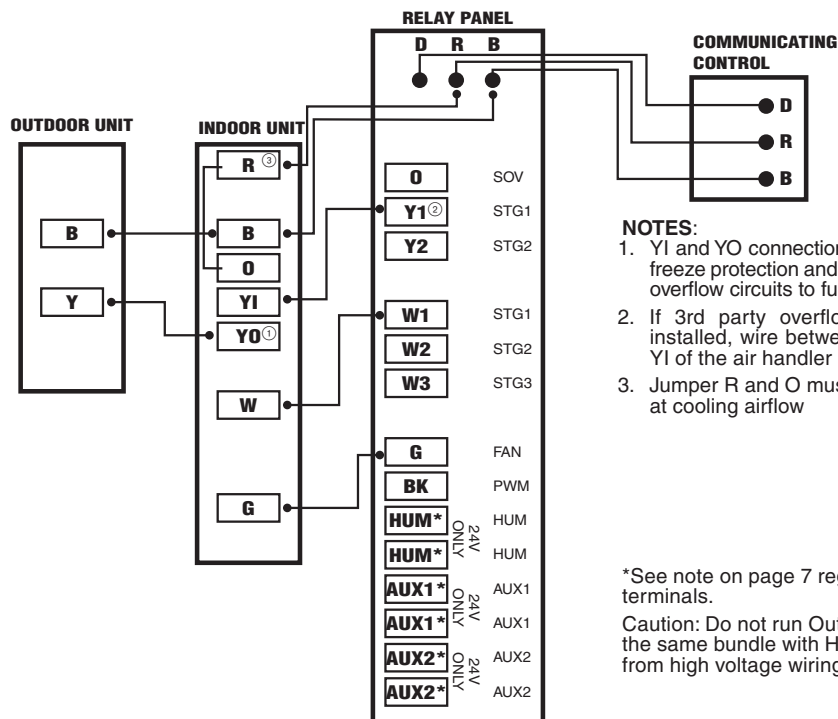 RELAY PANEL
D R B
COMMUNICATING
CONTROL
D
R
B
OUTDOOR UNIT
B
Y
INDOOR UNIT
R ③
B
O
YI
YO①
W
G
O SOV
Y1② STG1
Y2 STG2
W1 STG1
W2 STG2
W3 STG3
G FAN
BK PWM
HUM* HUM
HUM* HUM
24V
ONLY
AUX1* AUX1
AUX1* AUX1
24V
ONLY
AUX2* AUX2
AUX2* AUX2
24V
ONLY
NOTES:
1. YI and YO connection
freeze protection and
overflow circuits to fu
2. If 3rd party overflo
installed, wire betwe
YI of the air handler
3. Jumper R and O mus
at cooling airflow
*See note on page 7 reg
terminals.
Caution: Do not run Out
the same bundle with H
from high voltage wiring